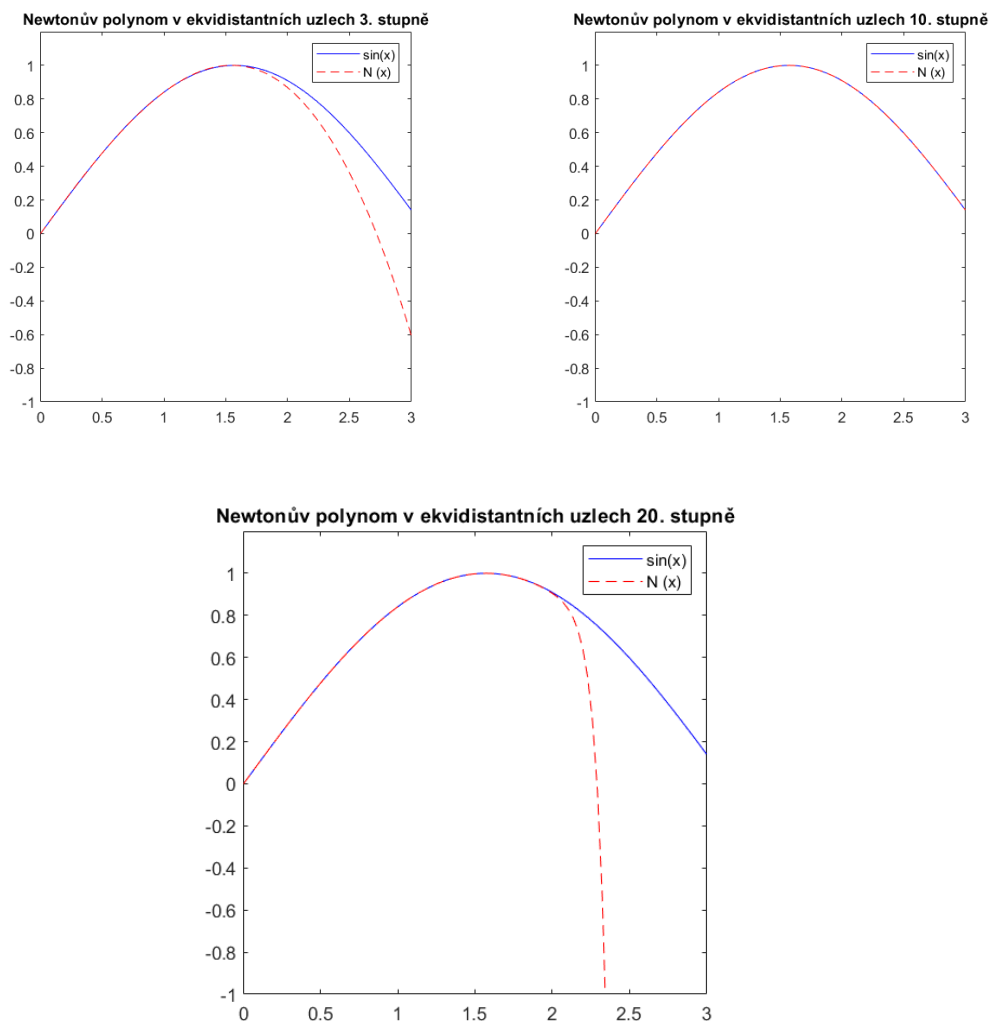 Newtonův polynom v ekvidistantních uzlech 3. stupně
sin(x)
N (x)
1
0.8
0.6
0.4
0.2
0
-0.2
-0.4
-0.6
-0.8
-1
0 0.5 1 1.5 2 2.5 3
Newtonův polynom v ekvidistantních uzlech 10. stupně
sin(x)
N (x)
1
0.8
0.6
0.4
0.2
0
-0.2
-0.4
-0.6
-0.8
-1
0 0.5 1 1.5 2 2.5 3
Newtonův polynom v ekvidistantních uzlech 20. stupně
sin(x)
N (x)
1
0.8
0.6
0.4
0.2
0
-0.2
-0.4
-0.6
-0.8
-1
0 0.5 1 1.5 2 2.5 3